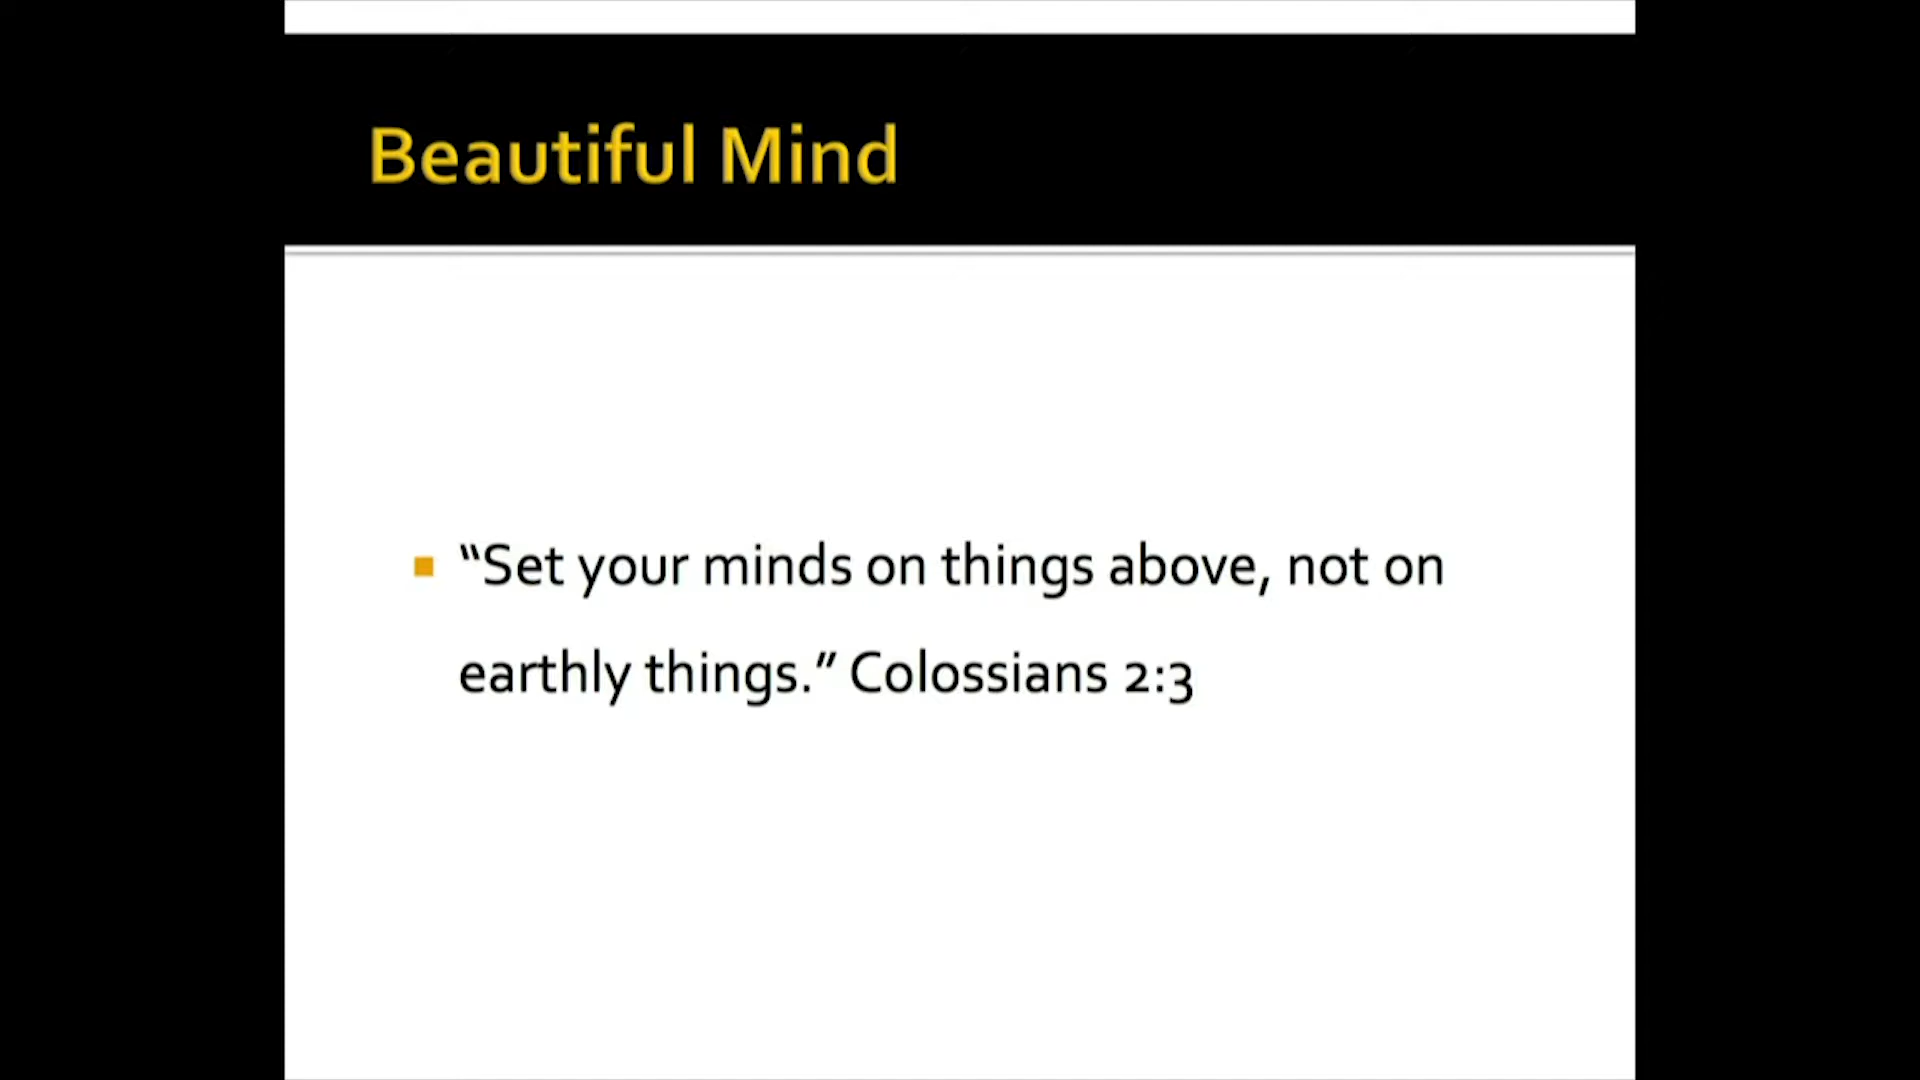 Beautiful Mind
“Set your minds on things above, not on
earthly things.” Colossians 2:3